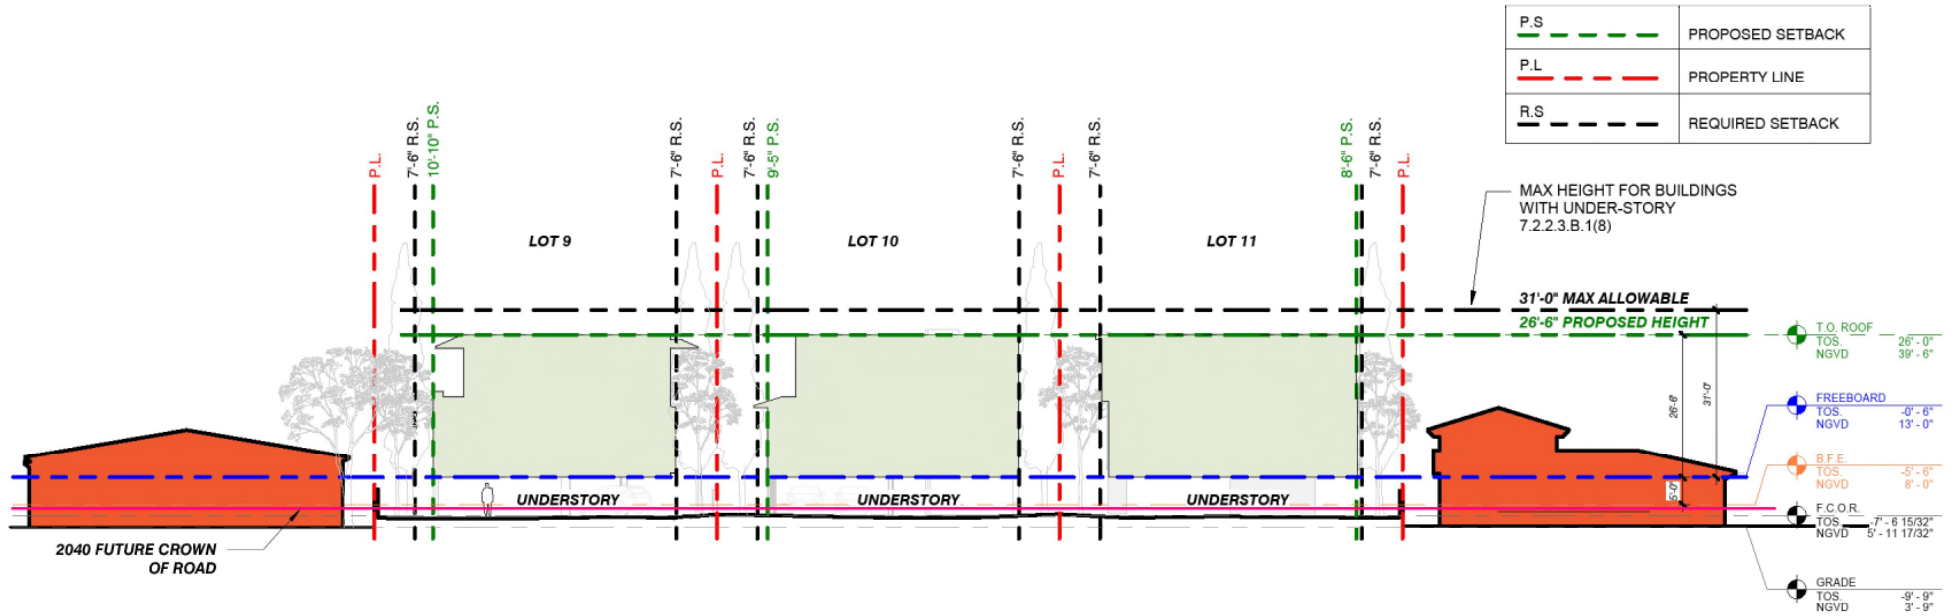 P.S
PROPOSED SETBACK
P.L
PROPERTY LINE
R.S
REQUIRED SETBACK
P.L.
7'-6" R.S.
10'-10" P.S.
7'-6" R.S.
P.L.
7'-6" R.S.
9'-5" P.S.
7'-6" R.S.
P.L.
7'-6" R.S.
8'-6" P.S.
7'-6" R.S.
P.L.
MAX HEIGHT FOR BUILDINGS
WITH UNDER-STORY
7.2.2.3.B.1(8)
LOT 9
LOT 10
LOT 11
31'-0" MAX ALLOWABLE
26'-6" PROPOSED HEIGHT
T.O. ROOF
TOS. 26' - 0"
NGVD 39' - 6"
26'-6"
31'-0"
FREEBOARD
TOS. -0' - 6"
NGVD 13' - 0"
B.F.E.
TOS. -5' - 6"
NGVD 8' - 0"
5'-0"
UNDERSTORY
UNDERSTORY
UNDERSTORY
F.C.O.R.
TOS. -7' - 6 15/32"
NGVD 5' - 11 17/32"
2040 FUTURE CROWN
OF ROAD
GRADE
TOS. -9' - 9"
NGVD 3' - 9"